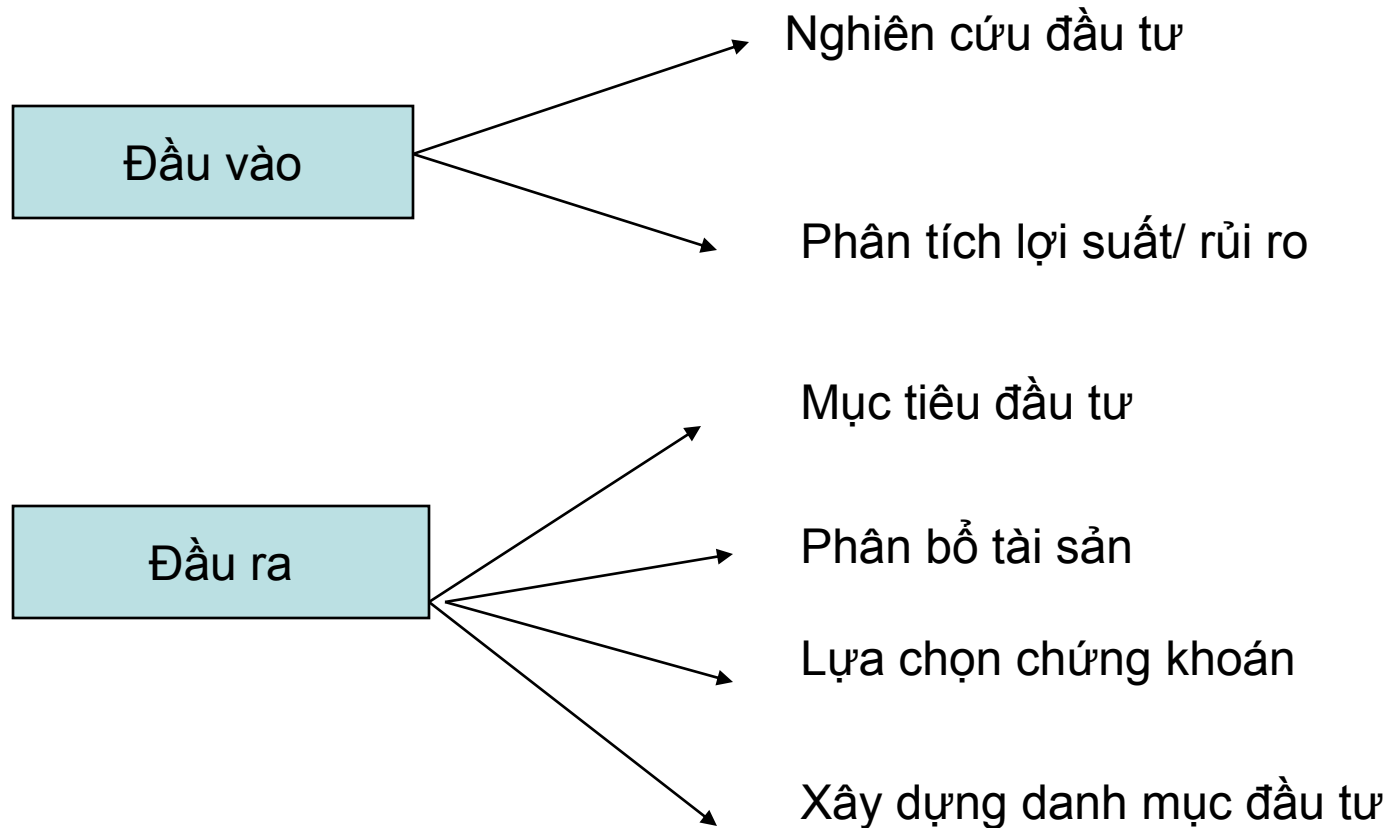 Nghiên cứu đầu tư
Đầu vào
Phân tích lợi suất/ rủi ro
Mục tiêu đầu tư
Đầu ra
Phân bổ tài sản
Lựa chọn chứng khoán
Xây dựng danh mục đầu tư